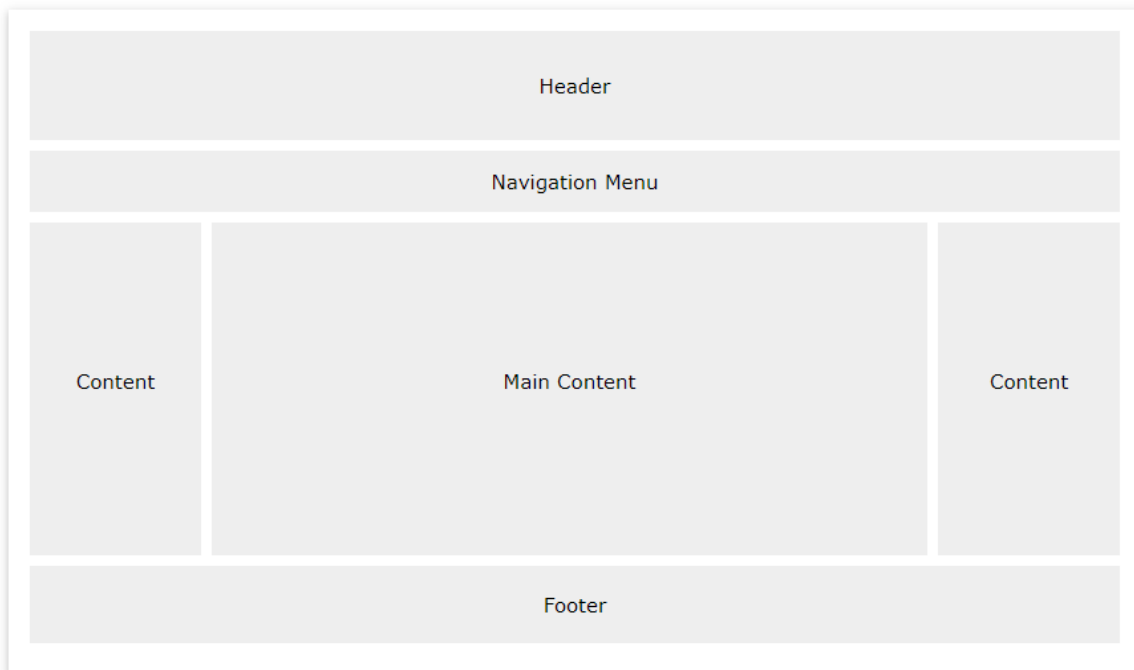 Header
Navigation Menu
Content
Main Content
Content
Footer